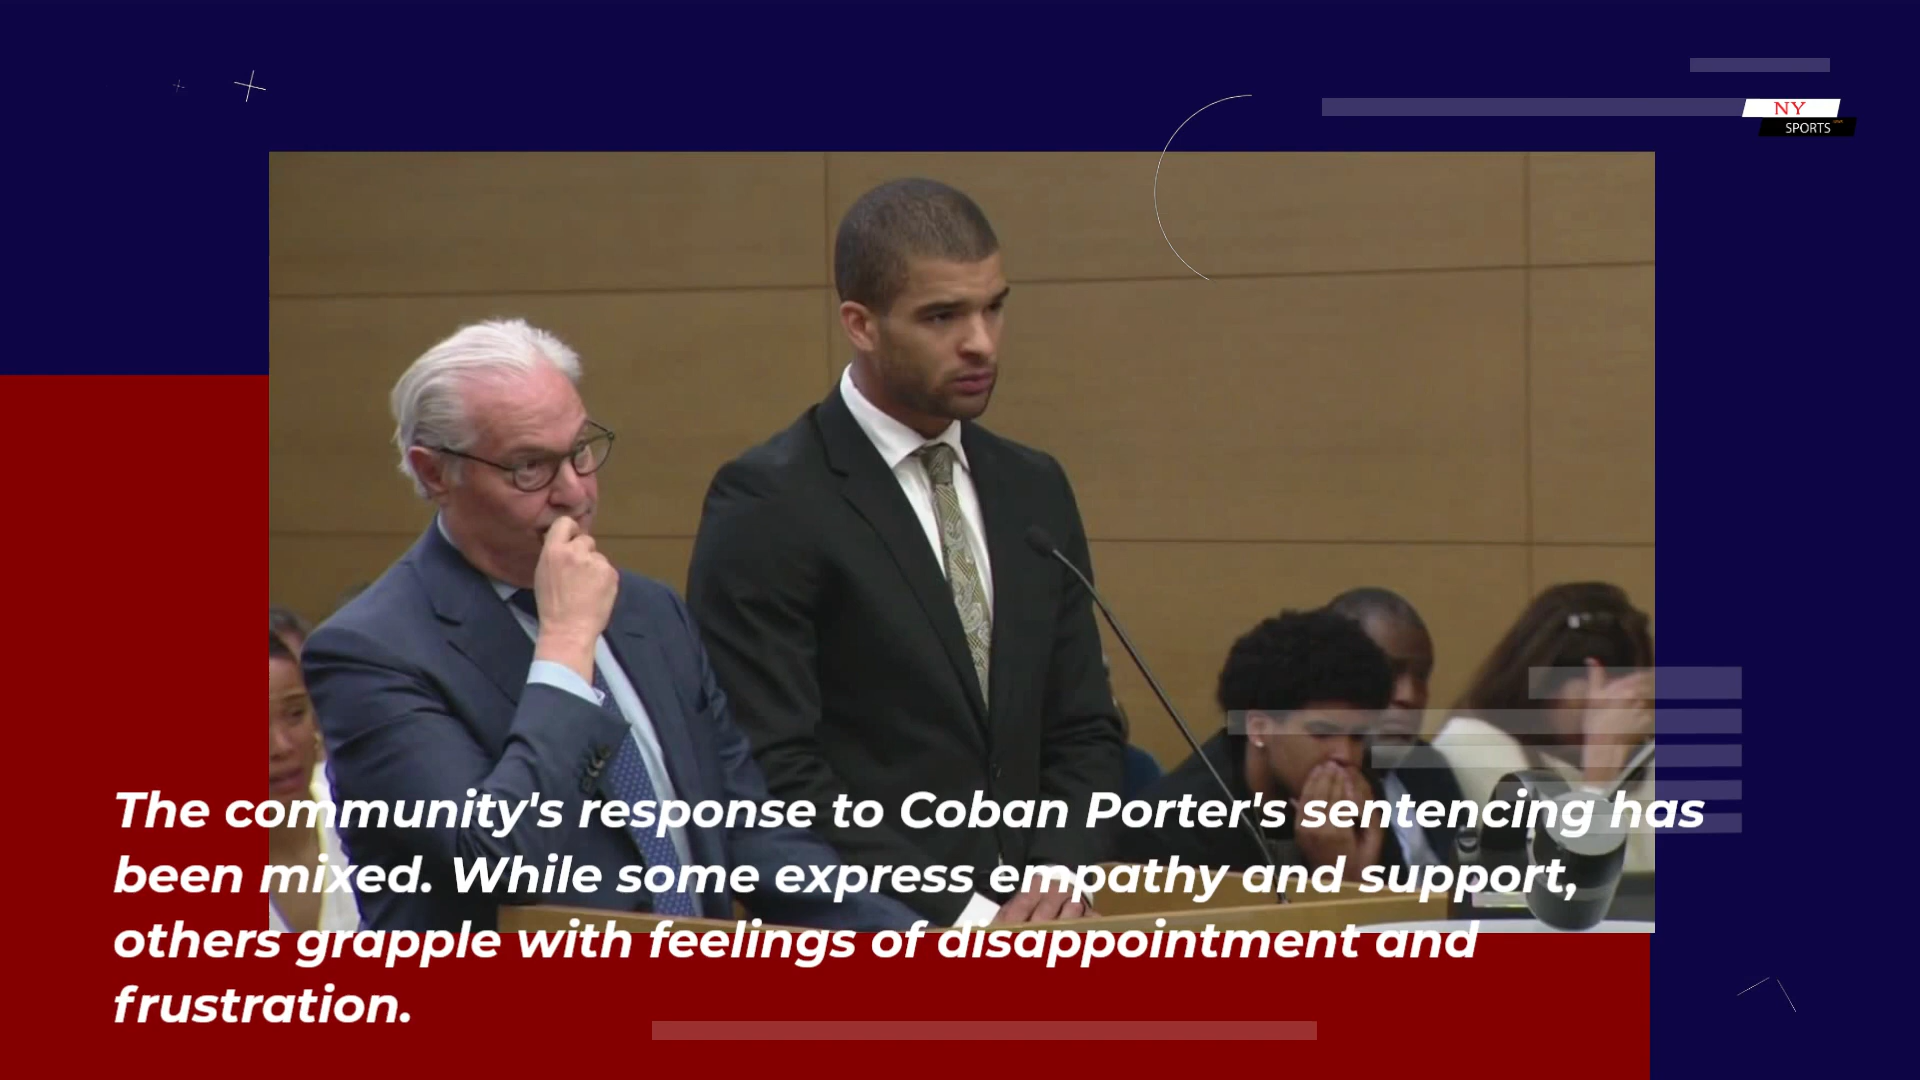 NY
SPORTS
The community's response to Coban Porter's sentencing has
been mixed. While some express empathy and support,
others grapple with feelings of disappointment and
frustration.